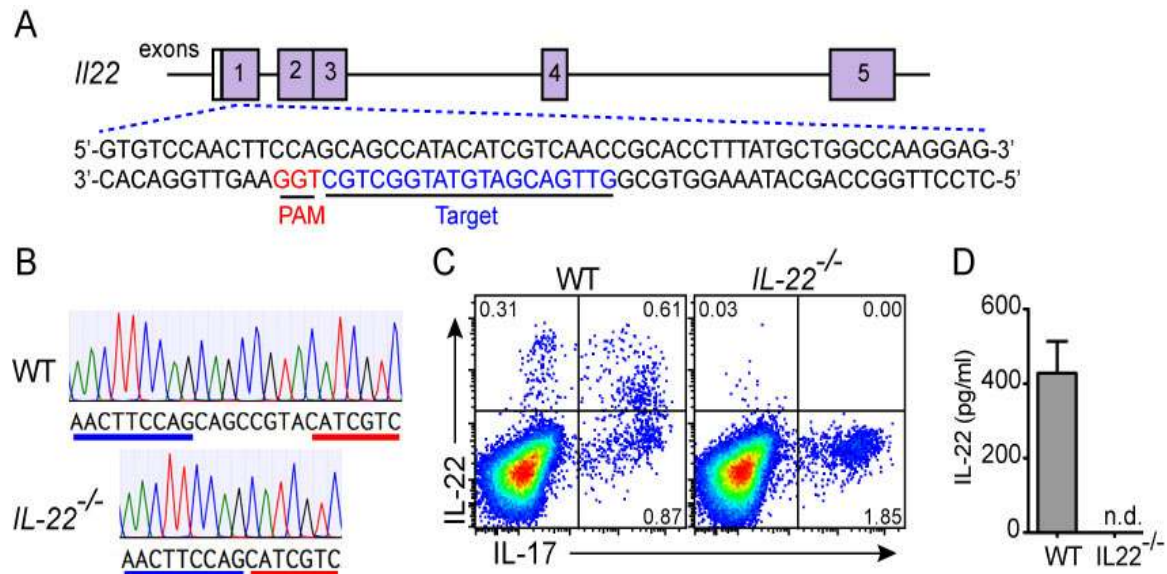 A
exons
Il22
1 2 3 4 5
5'-GTGTCCAACTTCCAGCAGCCATACATCGTCAACCGCACCTTTATGCTGGCCAAGGAG-3'
3'-CACAGGTTGAAGGTCGTCGGTATGTAGCAGTTGGCGTGGAAATACGACCGGTTCCTC-5'
PAM Target
B
WT
AACTTCCAGCAGCCGTACATCGTC
IL-22-/-
AACTTCCAGCATCGTC
C
WT IL-22-/-
0.31 0.61 0.03 0.00
0.87 1.85
IL-22
IL-17
D
600
400
200
0
IL-22 (pg/ml)
n.d.
WT IL22-/-